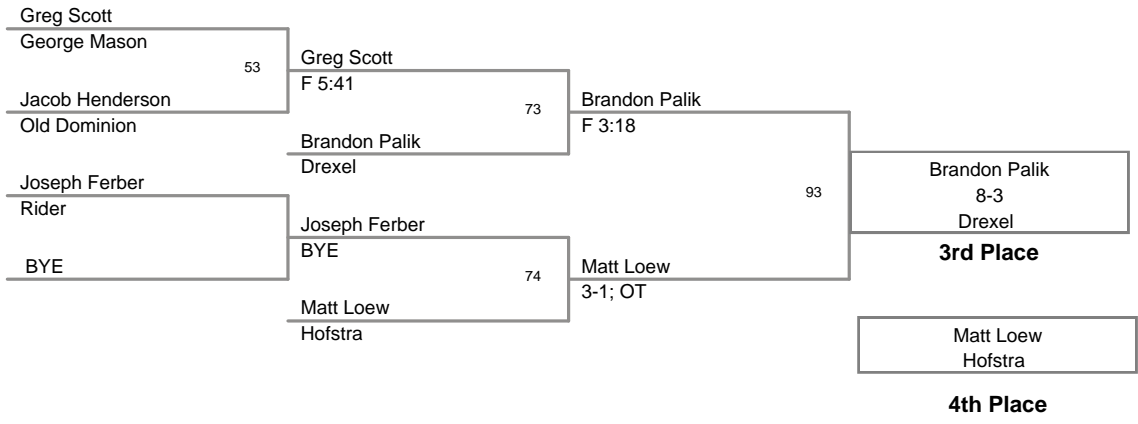 Greg Scott
George Mason
53
Greg Scott
F 5:41
Jacob Henderson
Old Dominion
73
Brandon Palik
F 3:18
Brandon Palik
Drexel
Joseph Ferber
Rider
93
Brandon Palik
8-3
Drexel
3rd Place
Joseph Ferber
BYE
BYE
74
Matt Loew
3-1; OT
Matt Loew
Hofstra
Matt Loew
Hofstra
4th Place